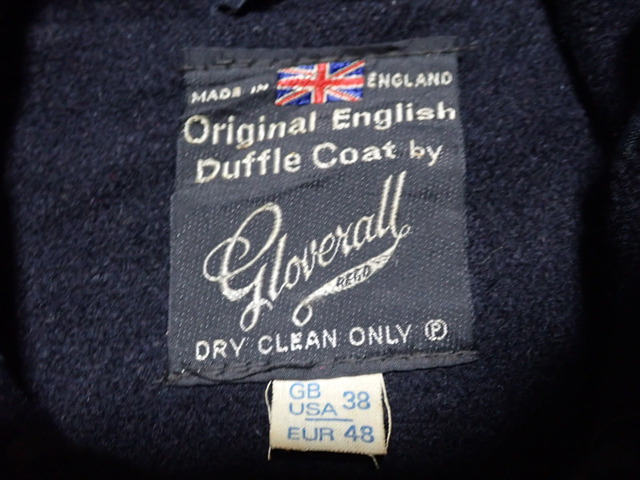 MADE IN ENGLAND
Original English
Duffle Coat by
Gloverall
REGD
DRY CLEAN ONLY Ⓟ
GB
USA 38
EUR 48